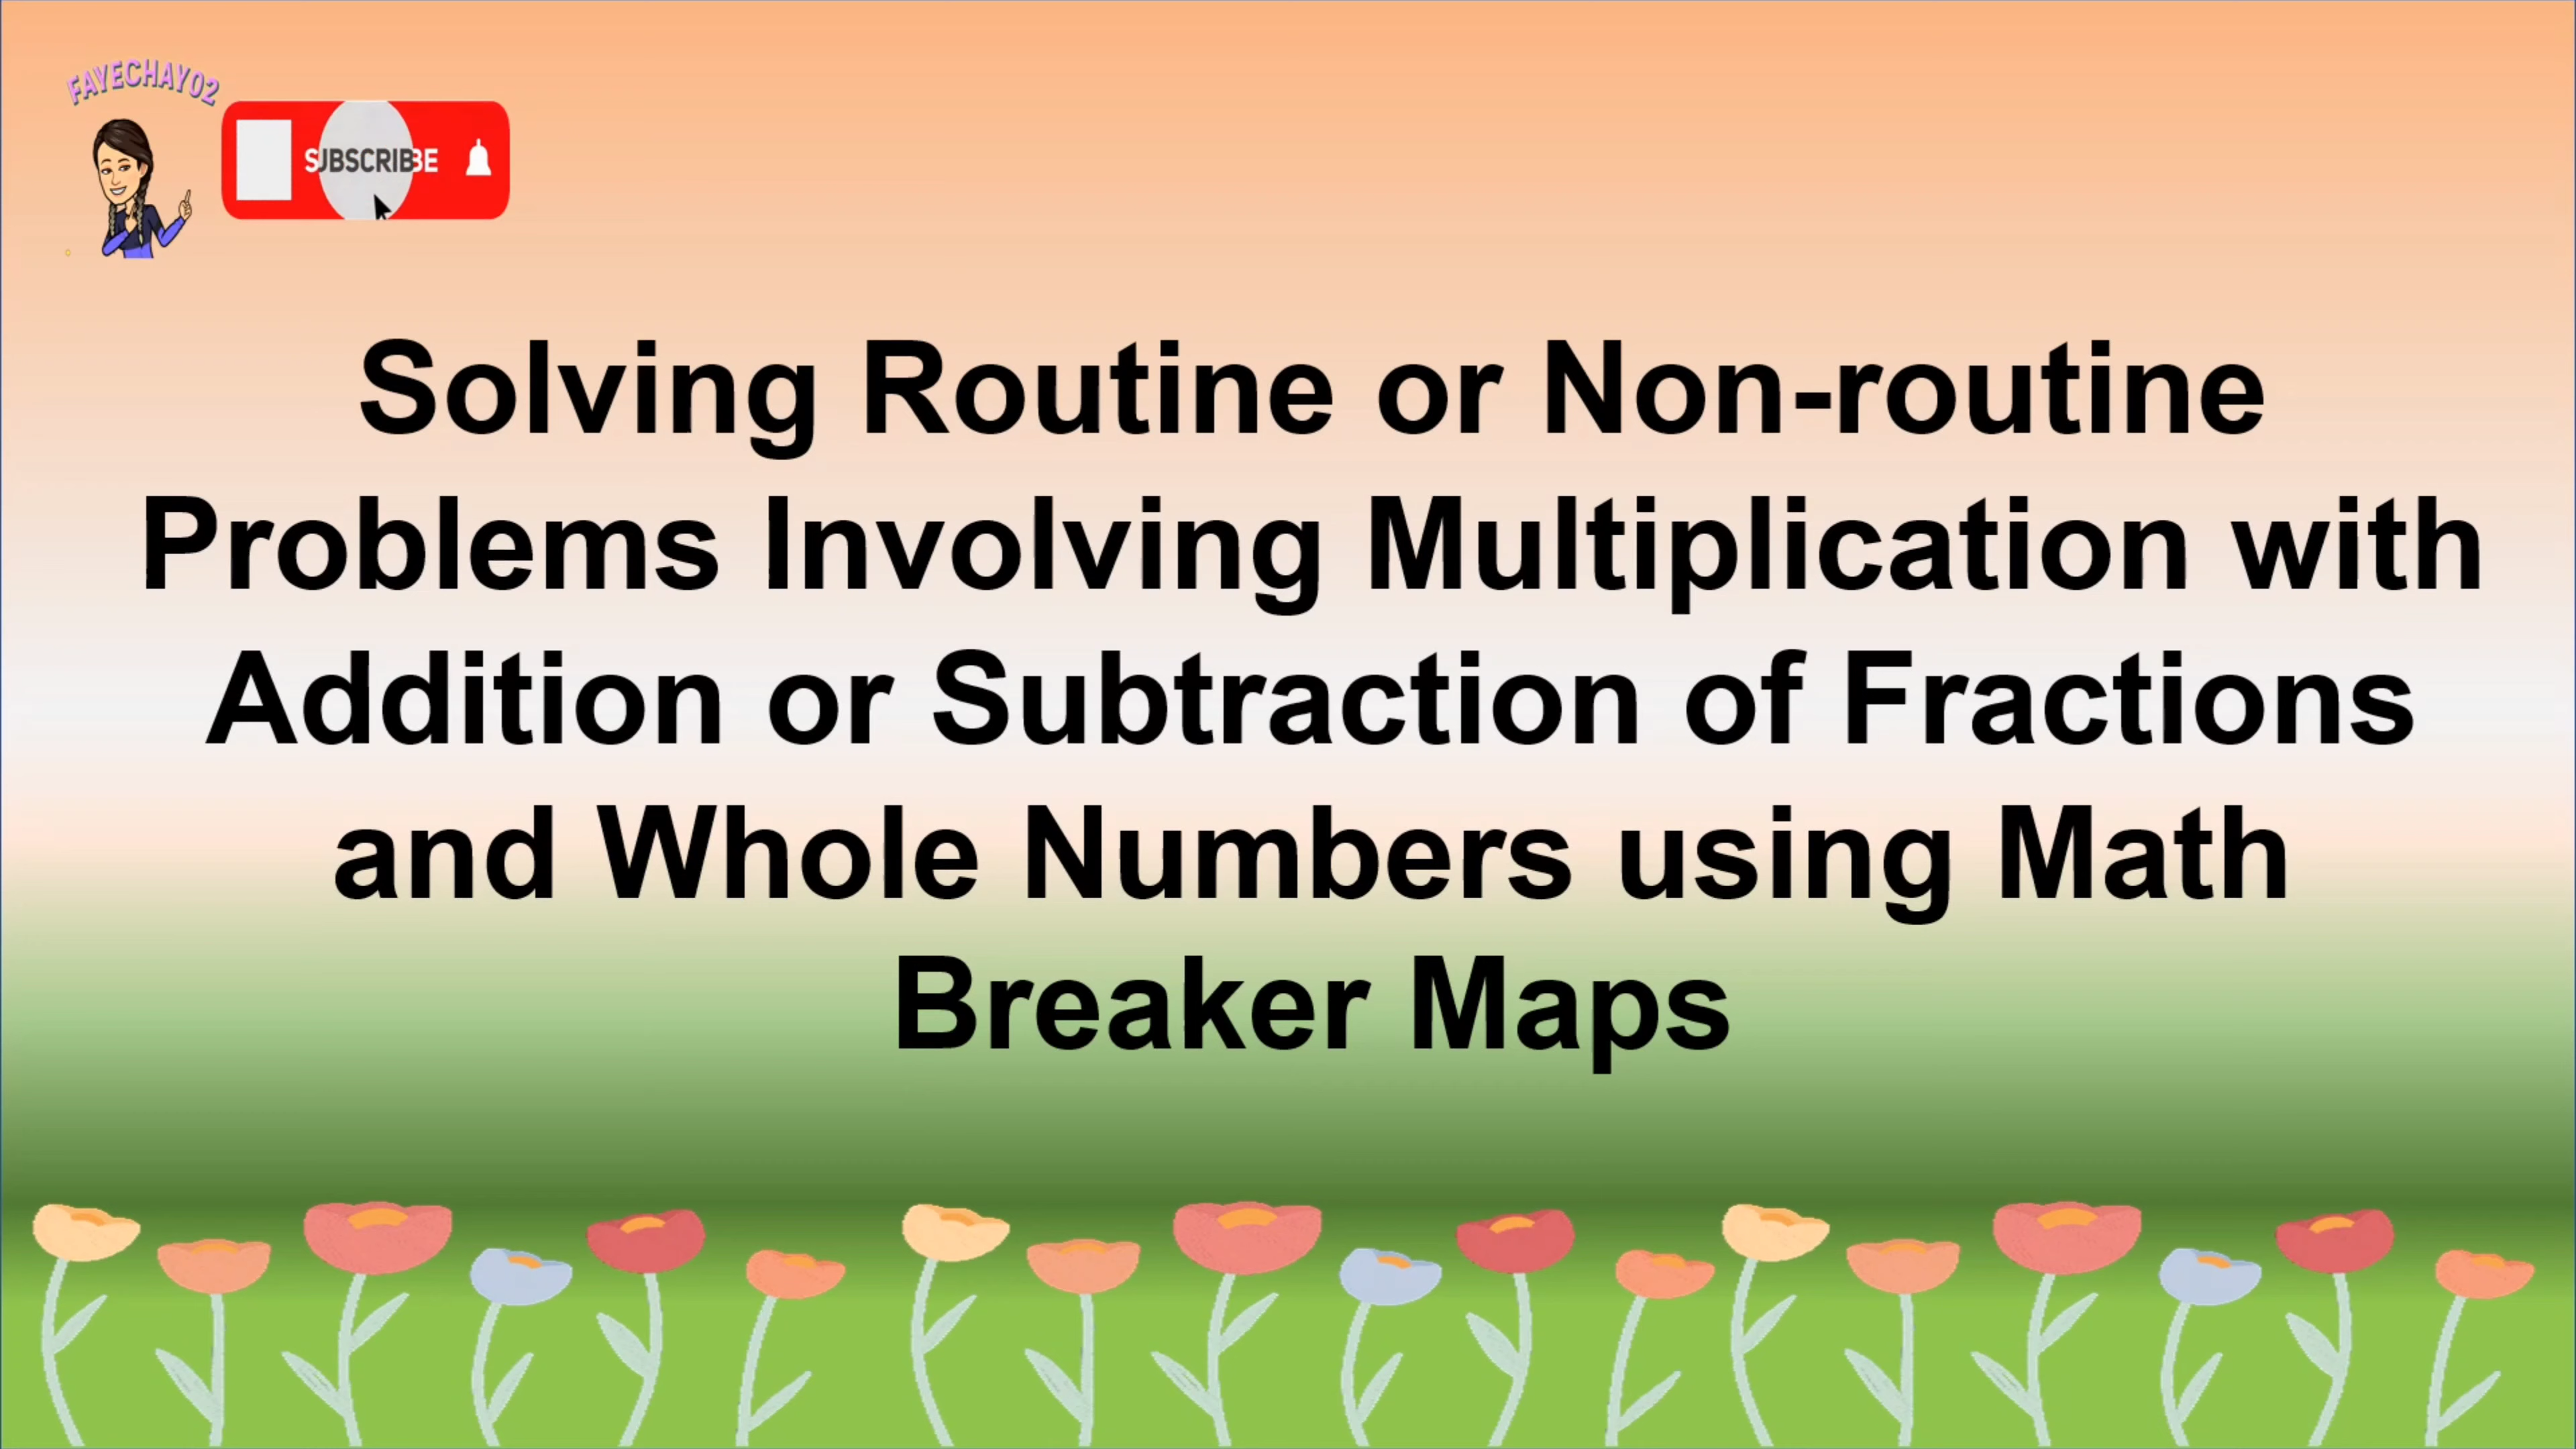 FAYECHAY02
SUBSCRIBE
Solving Routine or Non-routine
Problems Involving Multiplication with
Addition or Subtraction of Fractions
and Whole Numbers using Math
Breaker Maps